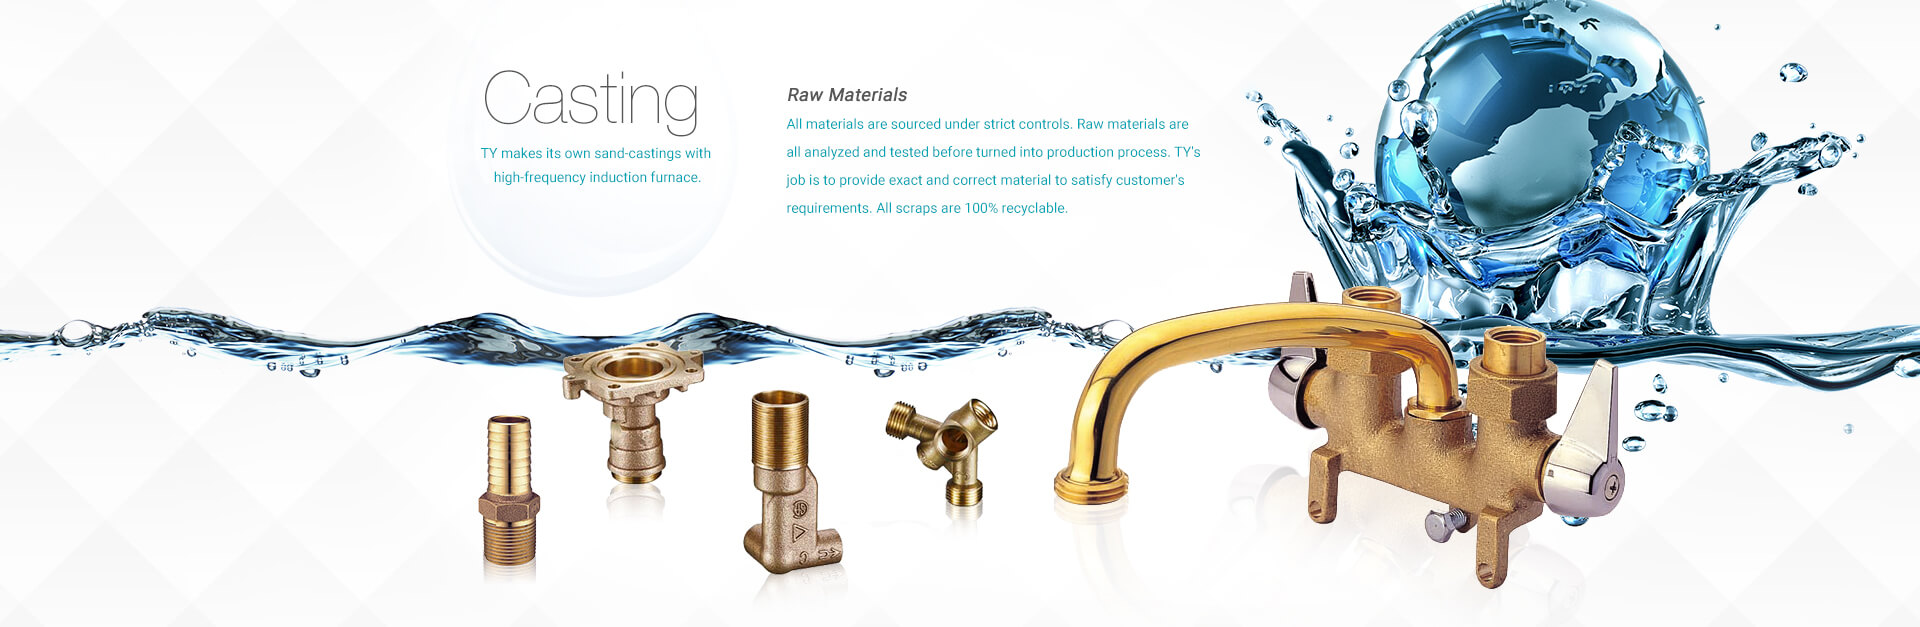 Casting
TY makes its own sand-castings with
high-frequency induction furnace.
Raw Materials
All materials are sourced under strict controls. Raw materials are
all analyzed and tested before turned into production process. TY's
job is to provide exact and correct material to satisfy customer's
requirements. All scraps are 100% recyclable.